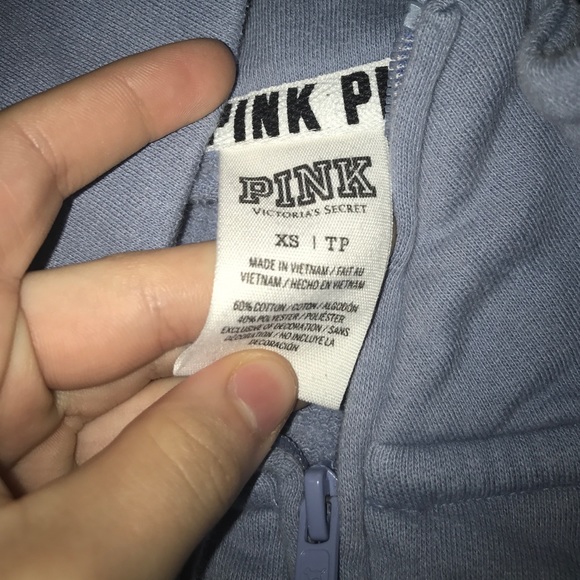 PINK PI
PINK
VICTORIA'S SECRET
XS | TP
MADE IN VIETNAM / FAIT AU
VIETNAM / HECHO EN VIETNAM
60% COTTON / COTON / ALGODÓN
40% POLYESTER / POLIÉSTER
EXCLUSIVE OF DECORATION / SANS
DÉCORATION / NO INCLUYE LA
DECORACIÓN